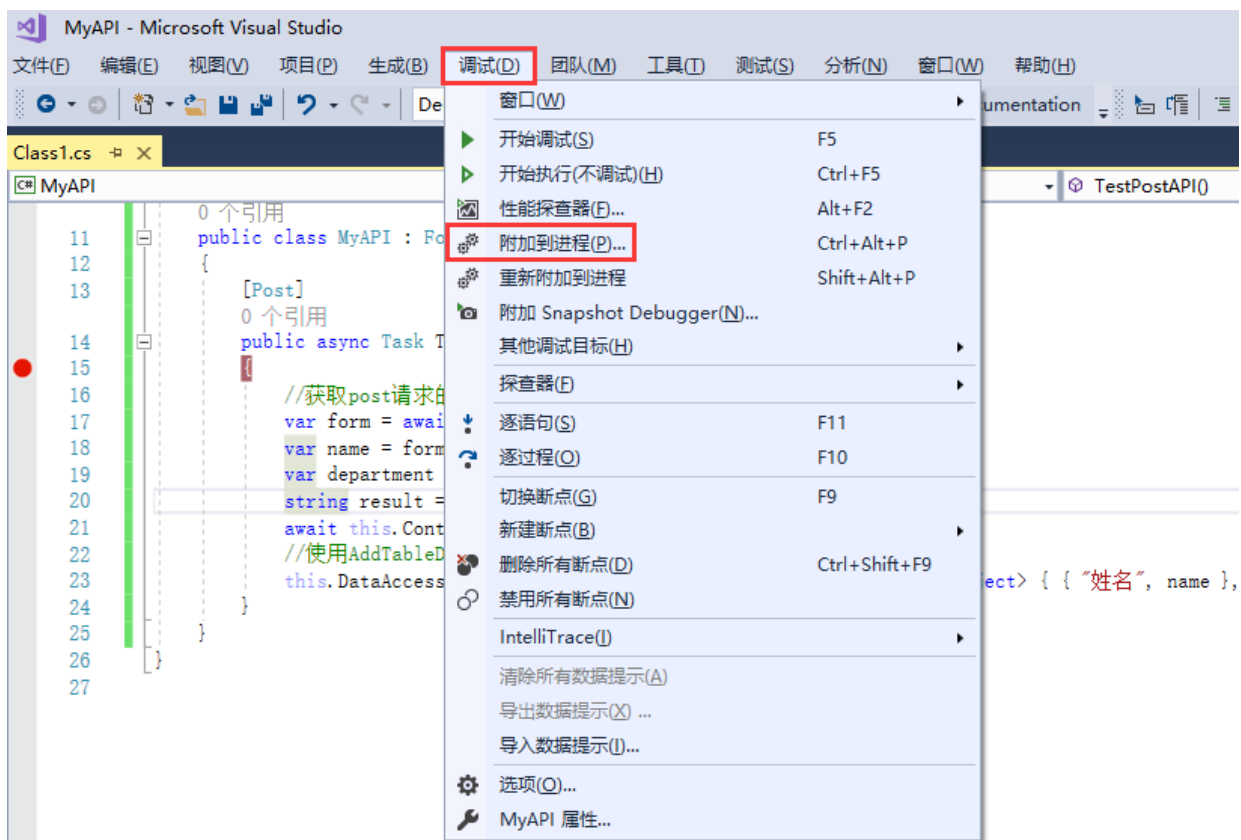 MyAPI - Microsoft Visual Studio
文件(F) 编辑(E) 视图(V) 项目(P) 生成(B) 调试(D) 团队(M) 工具(T) 测试(S) 分析(N) 窗口(W) 帮助(H)
De
umentation
Class1.cs
C# MyAPI
TestPostAPI()
窗口(W)
开始调试(S) F5
开始执行(不调试)(H) Ctrl+F5
性能探查器(F)... Alt+F2
附加到进程(P)... Ctrl+Alt+P
重新附加到进程 Shift+Alt+P
附加 Snapshot Debugger(N)...
其他调试目标(H)
探查器(F)
逐语句(S) F11
逐过程(O) F10
切换断点(G) F9
新建断点(B)
删除所有断点(D) Ctrl+Shift+F9
禁用所有断点(N)
IntelliTrace(I)
清除所有数据提示(A)
导出数据提示(X) ...
导入数据提示(I)...
选项(O)...
MyAPI 属性...
0 个引用
11 public class MyAPI : Fo
12 {
13 [Post]
0 个引用
14 public async Task T
15 {
16 //获取post请求的
17 var form = awai
18 var name = form
19 var department
20 string result =
21 await this.Cont
22 //使用AddTableD
23 this.DataAccess ect> { { "姓名", name },
24 }
25 }
26 }
27